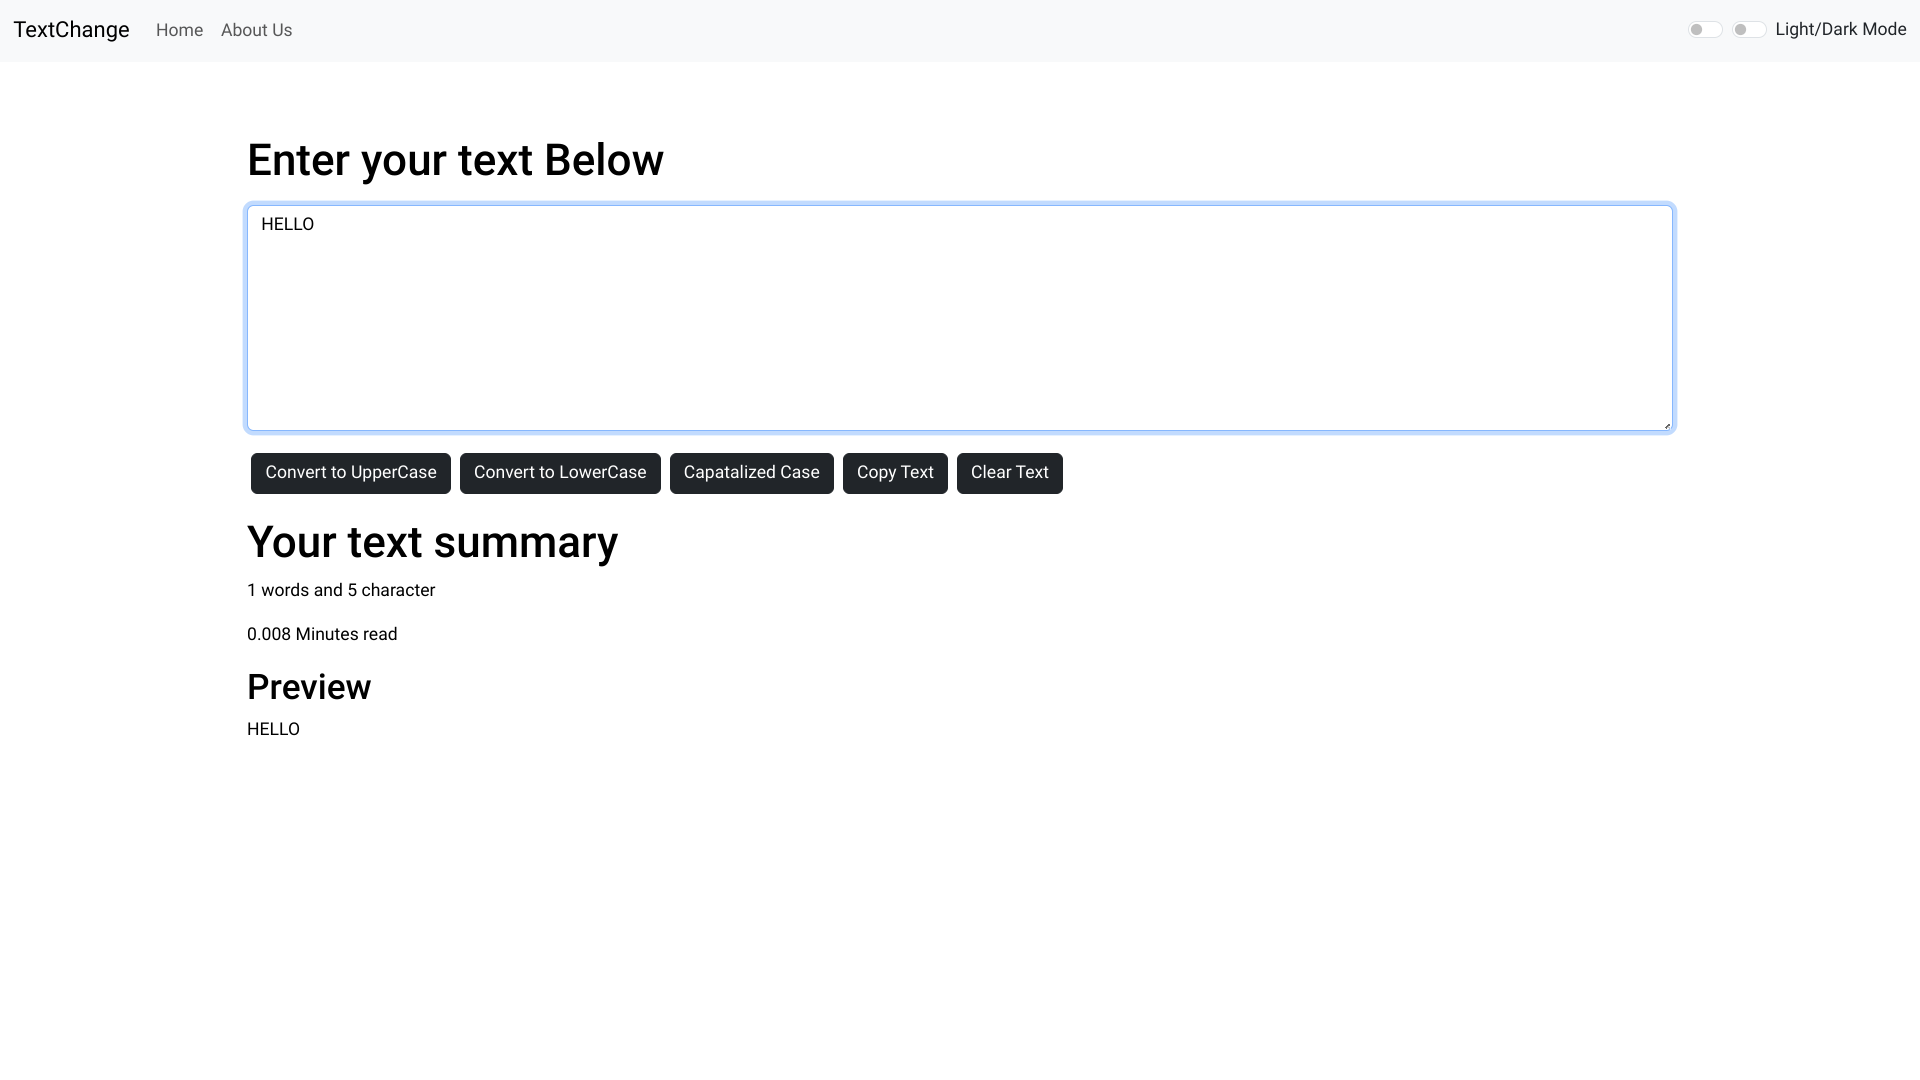 TextChange Home About Us Light/Dark Mode
Enter your text Below
HELLO
Convert to UpperCase Convert to LowerCase Capatalized Case Copy Text Clear Text
Your text summary
1 words and 5 character
0.008 Minutes read
Preview
HELLO